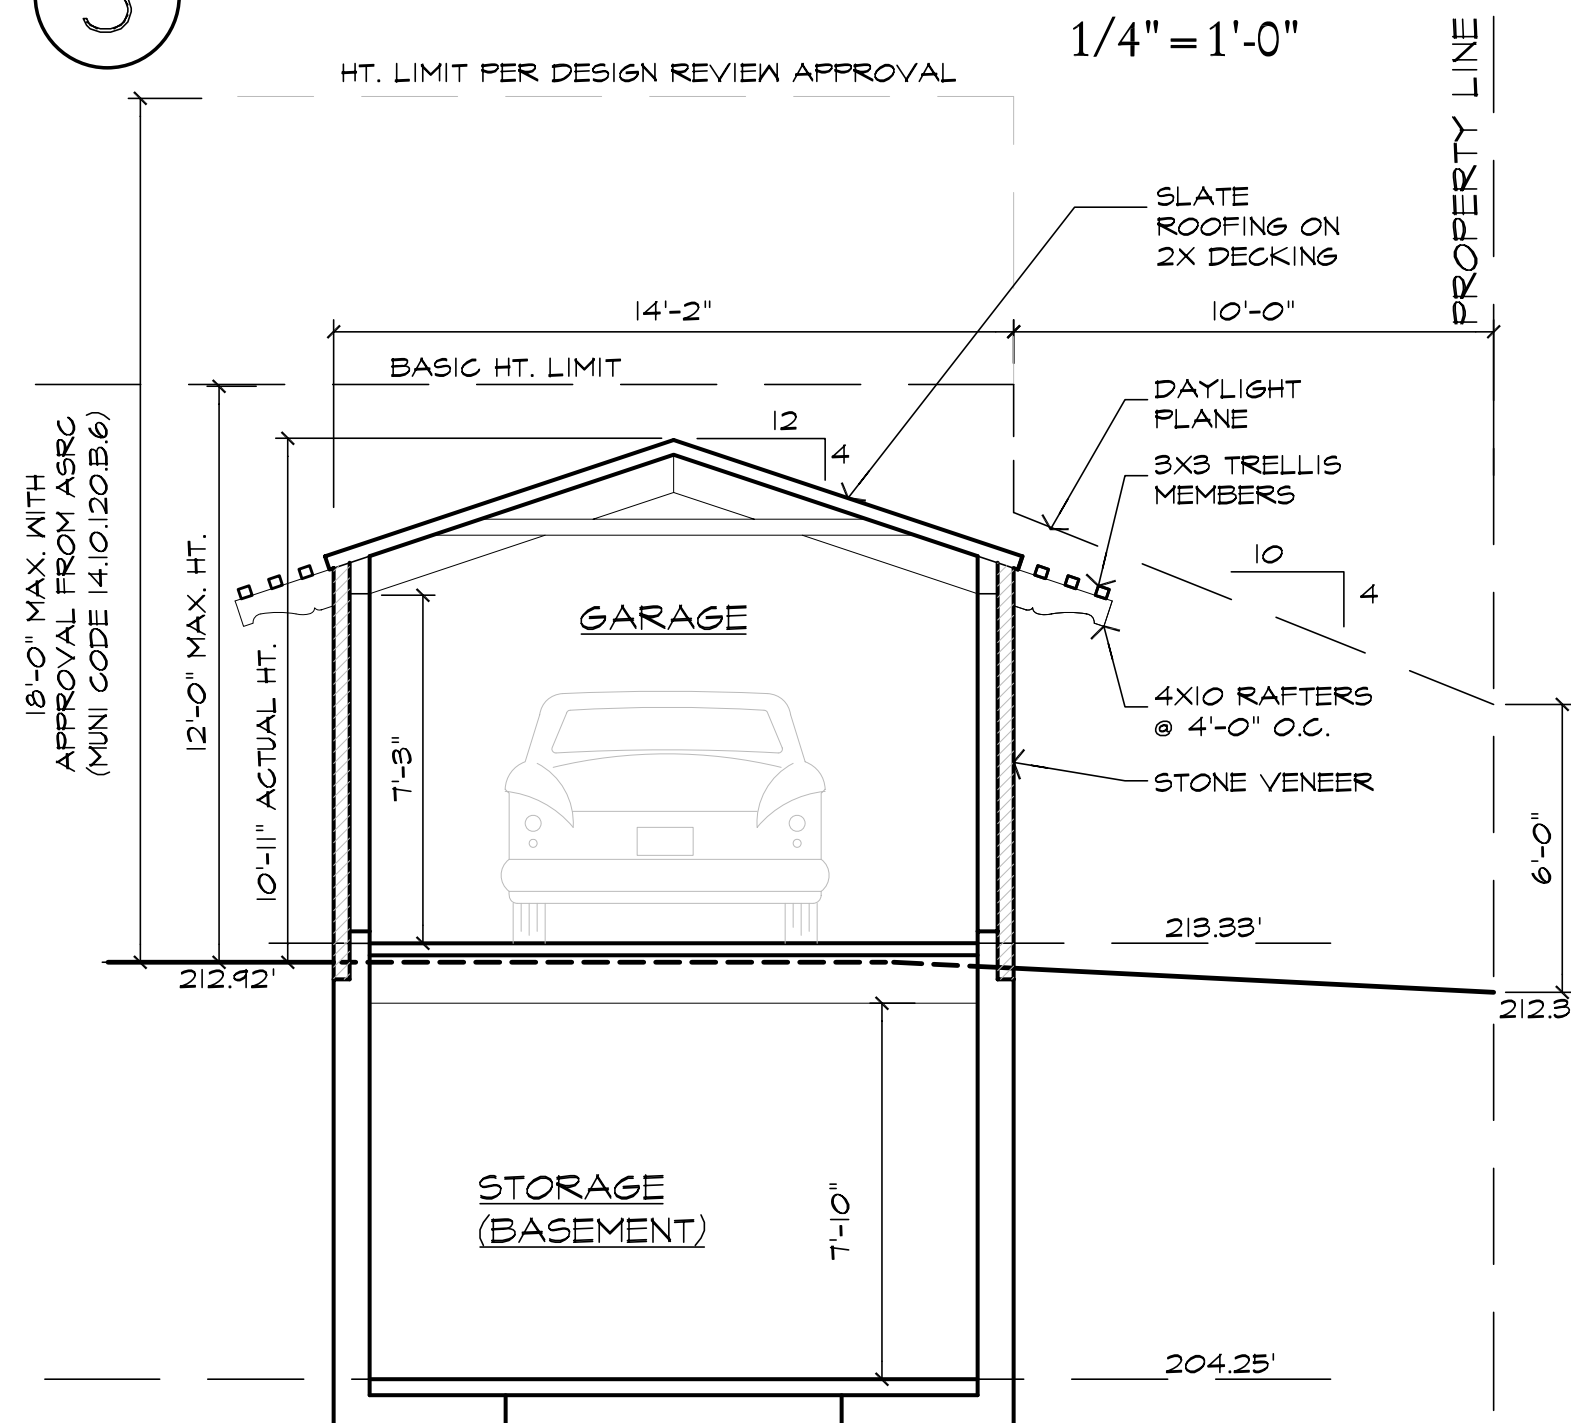 3
1/4" = 1'-0"
HT. LIMIT PER DESIGN REVIEW APPROVAL
PROPERTY LINE
SLATE
ROOFING ON
2X DECKING
14'-2"
10'-0"
BASIC HT. LIMIT
DAYLIGHT
PLANE
12
4
3X3 TRELLIS
MEMBERS
18'-0" MAX. WITH
APPROVAL FROM ASRC
(MUNI CODE 14.10.120.B.6)
12'-0" MAX. HT.
10'-11" ACTUAL HT.
10
4
GARAGE
4X10 RAFTERS
@ 4'-0" O.C.
7'-3"
STONE VENEER
6'-0"
213.33'
212.92'
212.3
STORAGE
(BASEMENT)
7'-10"
204.25'